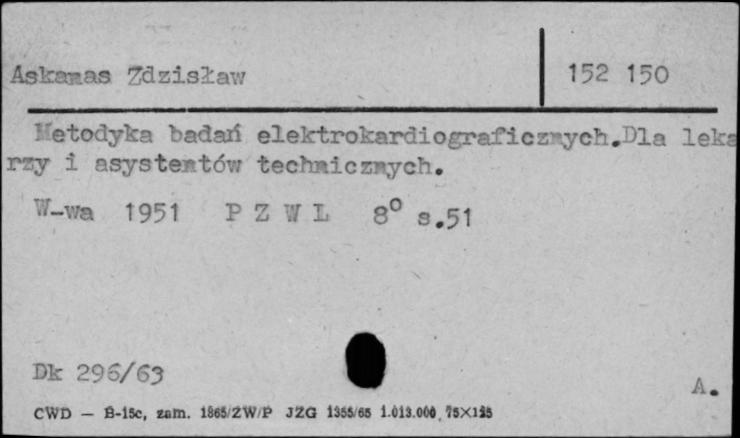 Askanas Zdzisław 152 150
Metodyka badań elektrokardiograficznych.Dla leka
rzy i asystentów technicznych.
W-wa 1951 P Z W L 8° s.51
Dk 296/63
A.
CWD — B-15c, zam. 1865/ZW/P JZG 1355/65 1.013.000, 75×125